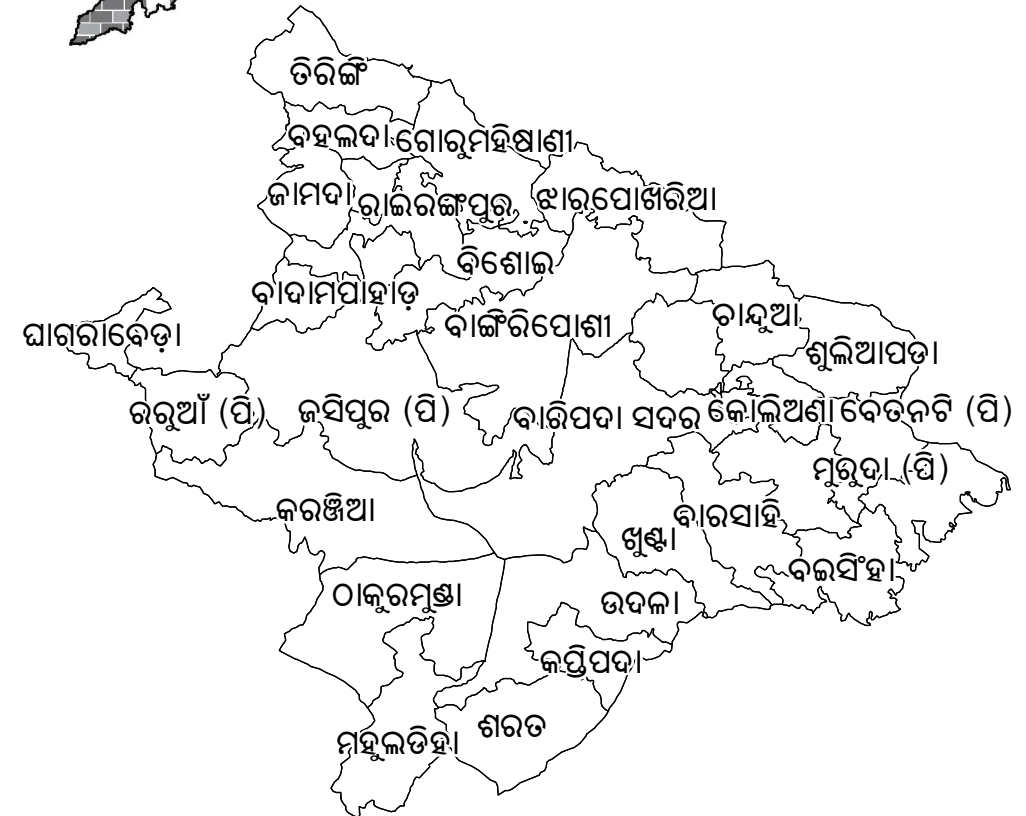 ତିରିଙ୍ଗି
ବହଲଦା
ଗୋରୁମହିଷାଣୀ
ଜାମଦା
ରାଇରଙ୍ଗପୁର
ଝାରପୋଖରିଆ
ବିଶୋଇ
ବାଦାମପାହାଡ଼
ବାଙ୍ଗିରିପୋଶୀ
ଚାନ୍ଦୁଆ
ଘାଗରାବେଡ଼ା
ଶୁଲିଆପଡା
ରରୁଆଁ (ପି)
ଜସିପୁର (ପି)
ବାରିପଦା ସଦର
କୋଲିଅଣା
ବେତନଟି (ପି)
ମୁରୁଦା (ପି)
କରଞ୍ଜିଆ
ବାରସାହି
ଖୁଣ୍ଟା
ବଇସିଂହା
ଠାକୁରମୁଣ୍ଡା
ଉଦଳା
କପ୍ତିପଦା
ଶରତ
ମହୁଲଡିହା